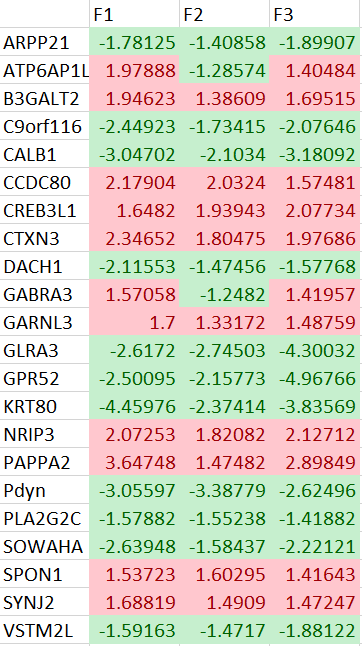 F1 F2 F3
ARPP21 -1.78125 -1.40858 -1.89907
ATP6AP1L 1.97888 -1.28574 1.40484
B3GALT2 1.94623 1.38609 1.69515
C9orf116 -2.44923 -1.73415 -2.07646
CALB1 -3.04702 -2.1034 -3.18092
CCDC80 2.17904 2.0324 1.57481
CREB3L1 1.6482 1.93943 2.07734
CTXN3 2.34652 1.80475 1.97686
DACH1 -2.11553 -1.47456 -1.57768
GABRA3 1.57058 -1.2482 1.41957
GARNL3 1.7 1.33172 1.48759
GLRA3 -2.6172 -2.74503 -4.30032
GPR52 -2.50095 -2.15773 -4.96766
KRT80 -4.45976 -2.37414 -3.83569
NRIP3 2.07253 1.82082 2.12712
PAPPA2 3.64748 1.47482 2.89849
Pdyn -3.05597 -3.38779 -2.62496
PLA2G2C -1.57882 -1.55238 -1.41882
SOWAHA -2.63948 -1.58437 -2.22121
SPON1 1.53723 1.60295 1.41643
SYNJ2 1.68819 1.4909 1.47247
VSTM2L -1.59163 -1.4717 -1.88122